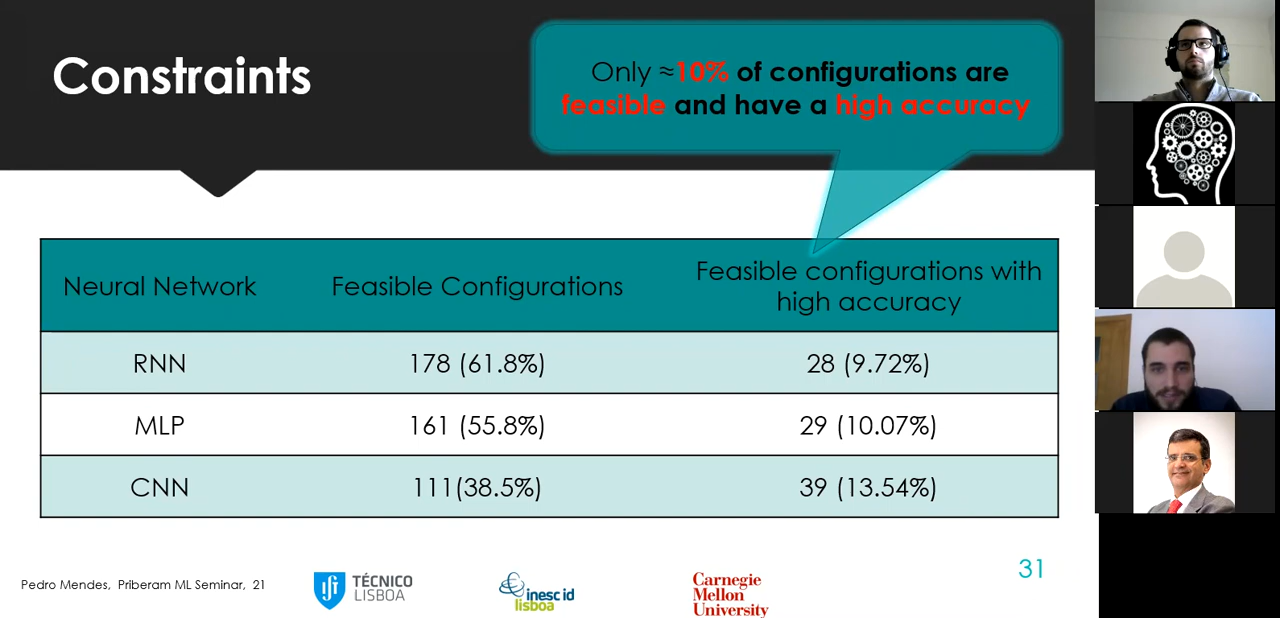 Constraints
Only ≈10% of configurations are
feasible and have a high accuracy
Neural Network
Feasible Configurations
Feasible configurations with
high accuracy
RNN
178 (61.8%)
28 (9.72%)
MLP
161 (55.8%)
29 (10.07%)
CNN
111(38.5%)
39 (13.54%)
31
Pedro Mendes, Priberam ML Seminar, 21
TÉCNICO
LISBOA
inesc id
lisboa
Carnegie
Mellon
University